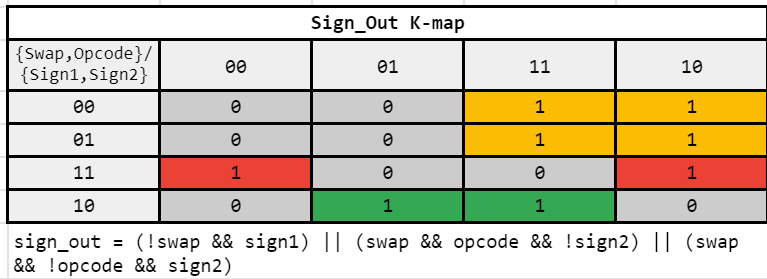 Sign_Out K-map
{Swap,Opcode}/ 00 01 11 10
{Sign1,Sign2}
00 0 0 1 1
01 0 0 1 1
11 1 0 0 1
10 0 1 1 0
sign_out = (!swap && sign1) || (swap && opcode && !sign2) || (swap
&& !opcode && sign2)